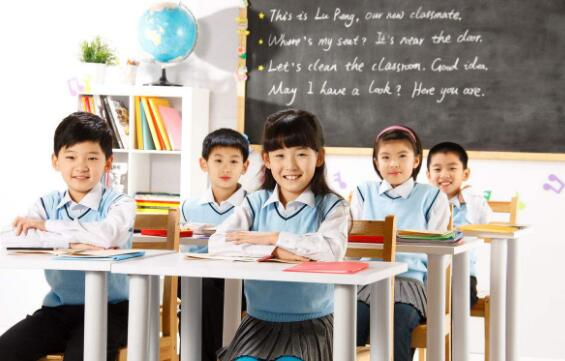 This is Lu Peng, our new classmate.
Where's my seat? It's near the door.
Let's clean the classroom. Good idea.
May I have a look? Here you are.